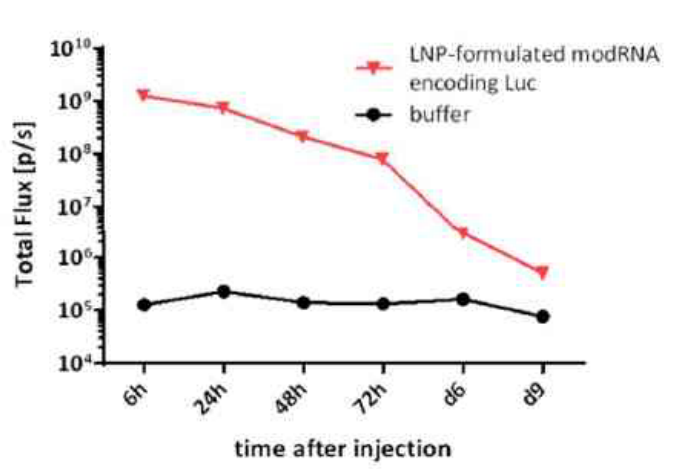 10¹⁰
10⁹
10⁸
10⁷
10⁶
10⁵
10⁴
Total Flux [p/s]
LNP-formulated modRNA
encoding Luc
buffer
6h
24h
48h
72h
d6
d9
time after injection